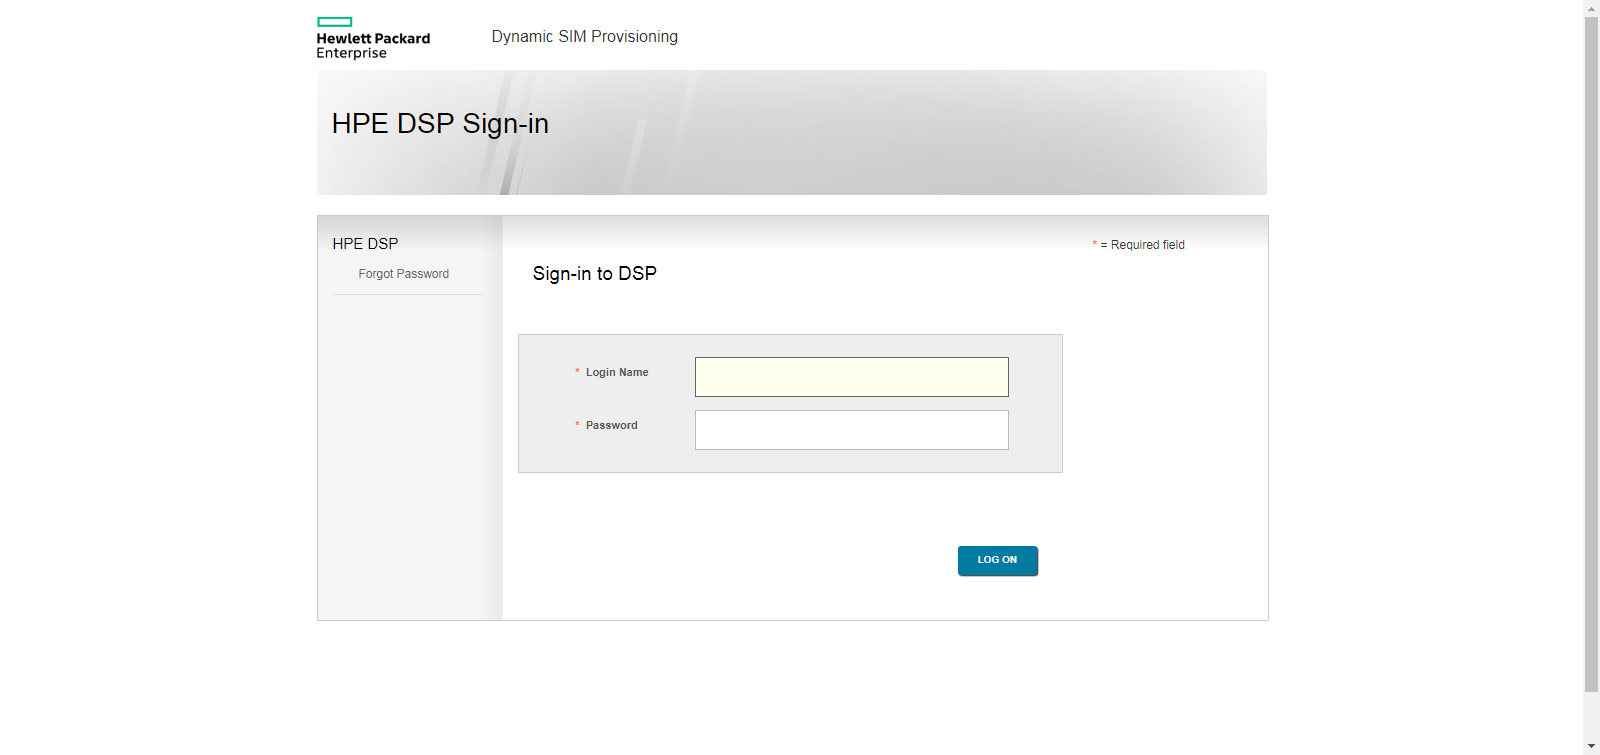 Hewlett Packard
Enterprise
Dynamic SIM Provisioning
HPE DSP Sign-in
HPE DSP
Forgot Password
* = Required field
Sign-in to DSP
* Login Name
* Password
LOG ON